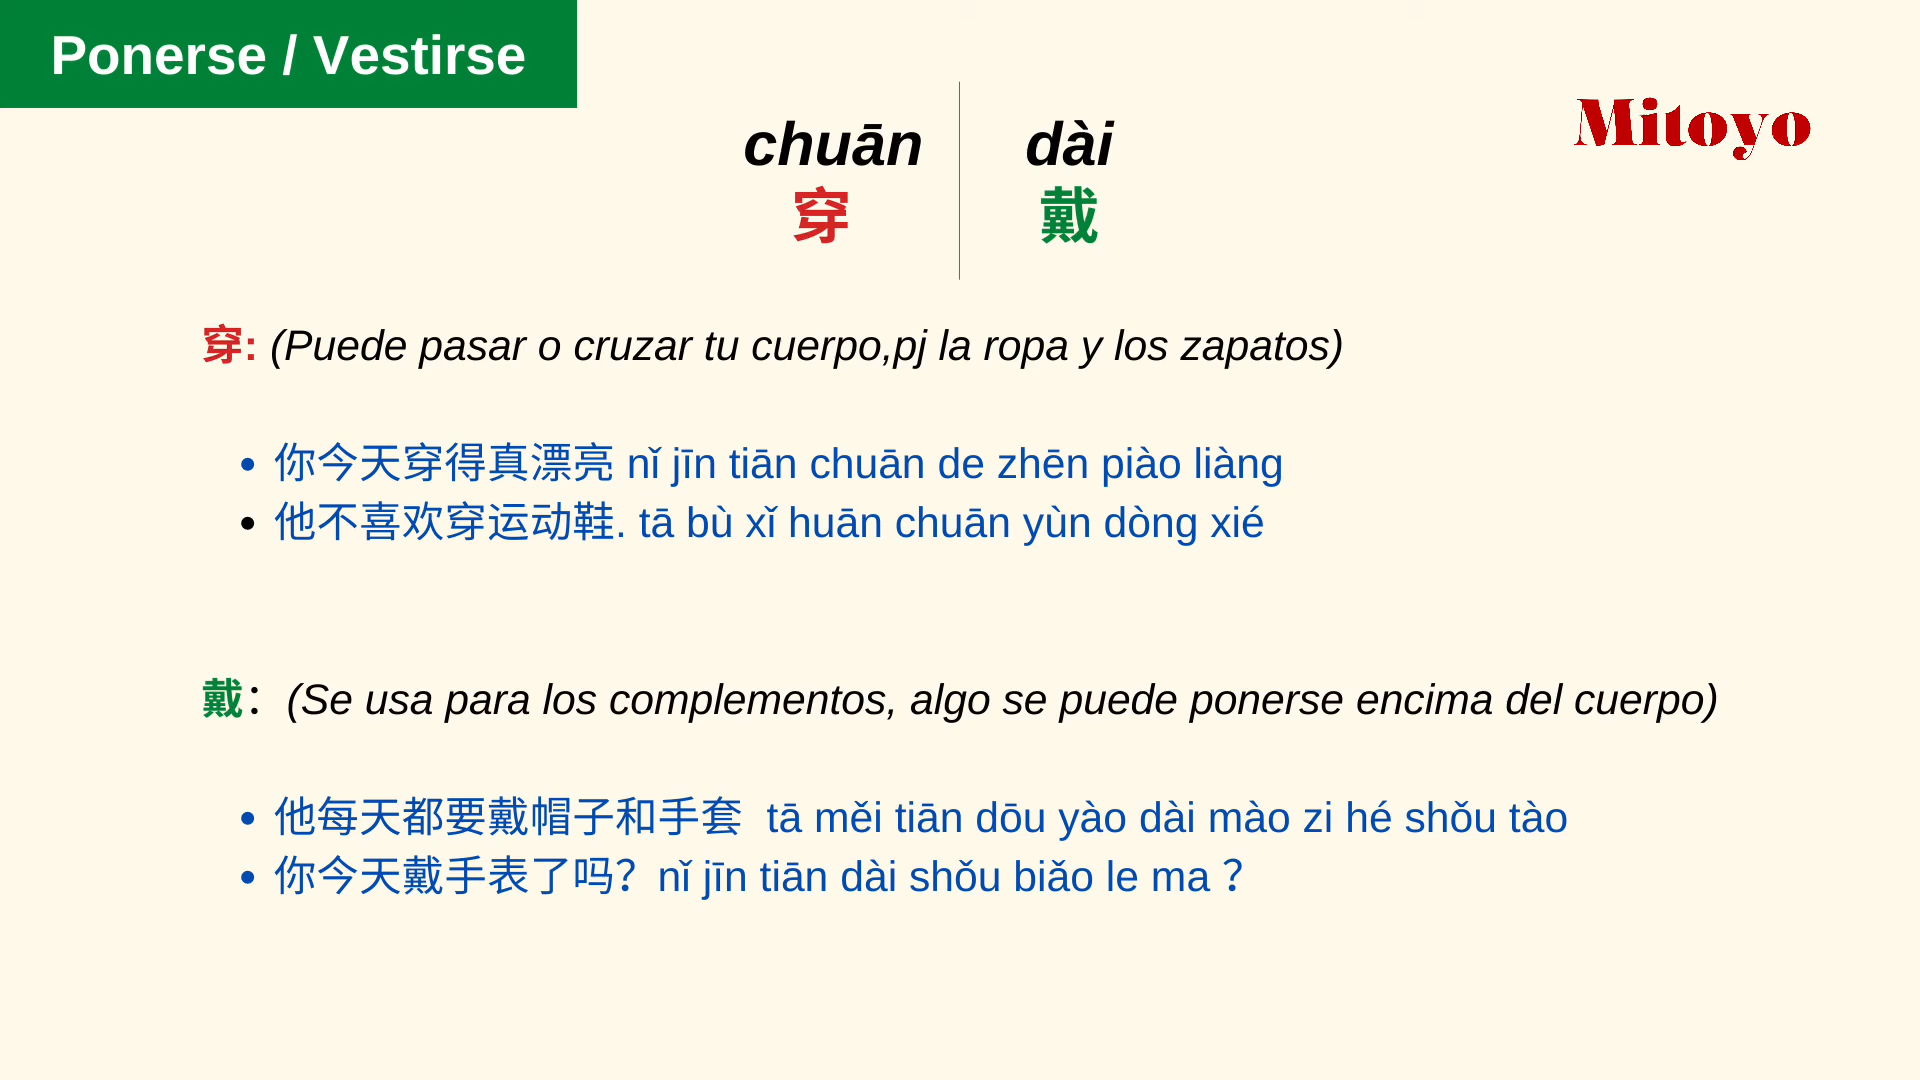 Ponerse / Vestirse
chuān
dài
Mitoyo
穿
戴
穿: (Puede pasar o cruzar tu cuerpo,pj la ropa y los zapatos)
• 你今天穿得真漂亮 nǐ jīn tiān chuān de zhēn piào liàng
• 他不喜欢穿运动鞋. tā bù xǐ huān chuān yùn dòng xié
戴：(Se usa para los complementos, algo se puede ponerse encima del cuerpo)
• 他每天都要戴帽子和手套 tā měi tiān dōu yào dài mào zi hé shǒu tào
• 你今天戴手表了吗？nǐ jīn tiān dài shǒu biǎo le ma ？